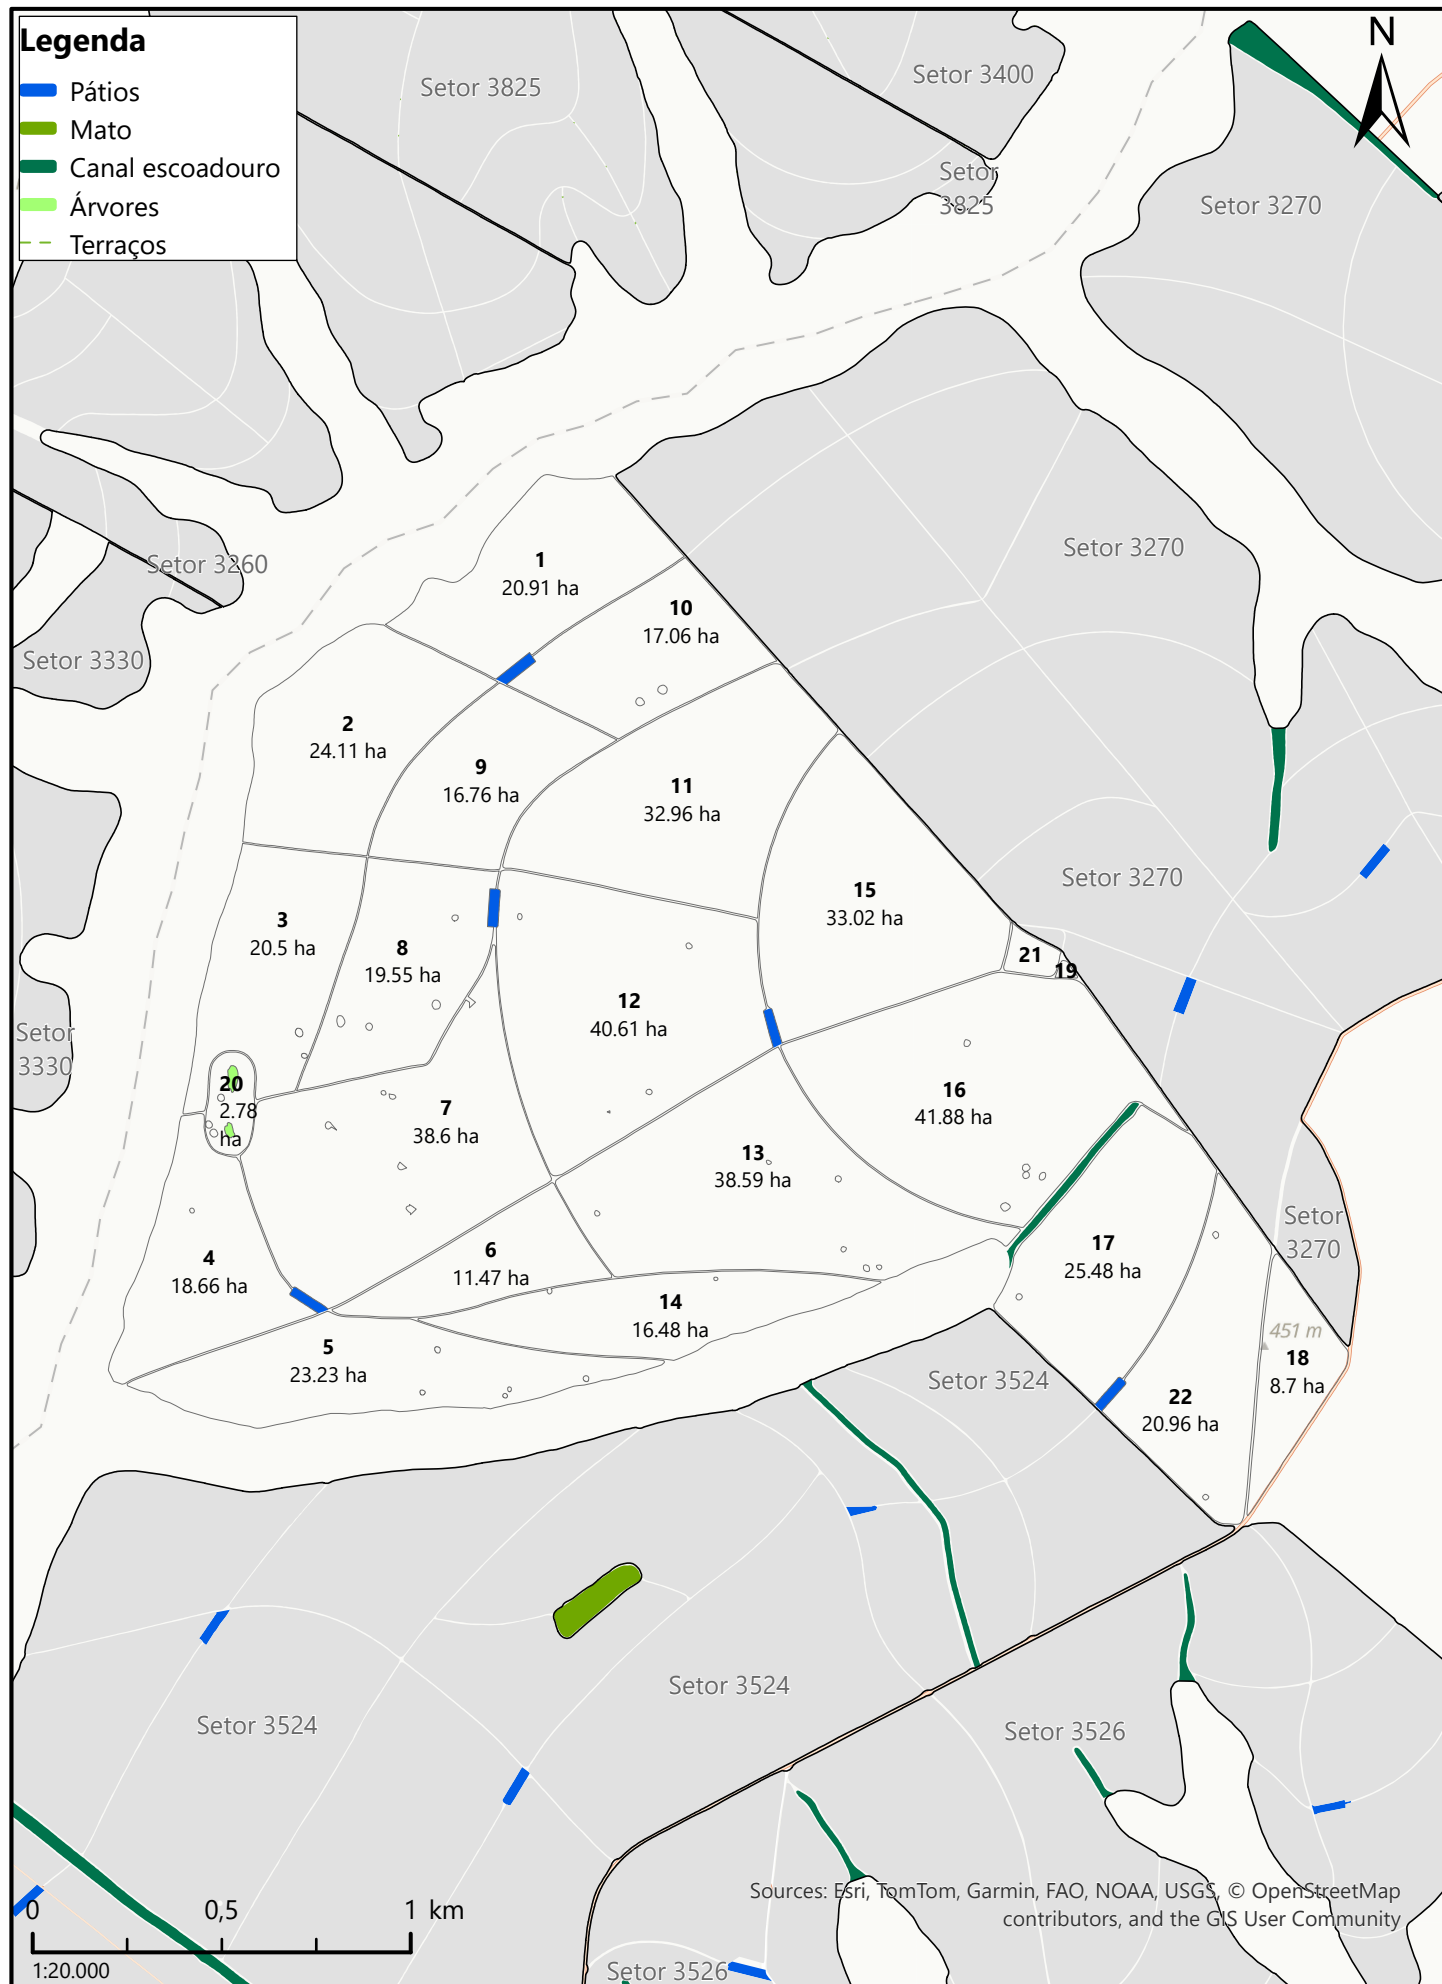 Legenda
Pátios
Mato
Canal escoadouro
Árvores
Terraços
N
Setor 3825
Setor 3400
Setor
3825
Setor 3270
Setor 3260
Setor 3270
Setor 3330
1
20.91 ha
10
17.06 ha
2
24.11 ha
9
16.76 ha
11
32.96 ha
Setor 3270
15
33.02 ha
3
20.5 ha
8
19.55 ha
21
19
12
40.61 ha
Setor
3330
20
2.78
ha
7
38.6 ha
16
41.88 ha
13
38.59 ha
Setor
3270
17
25.48 ha
4
18.66 ha
6
11.47 ha
14
16.48 ha
451 m
18
8.7 ha
5
23.23 ha
Setor 3524
22
20.96 ha
Setor 3524
Setor 3524
Setor 3526
Sources: Esri, TomTom, Garmin, FAO, NOAA, USGS, © OpenStreetMap
contributors, and the GIS User Community
0 0,5 1 km
1:20.000
Setor 3526